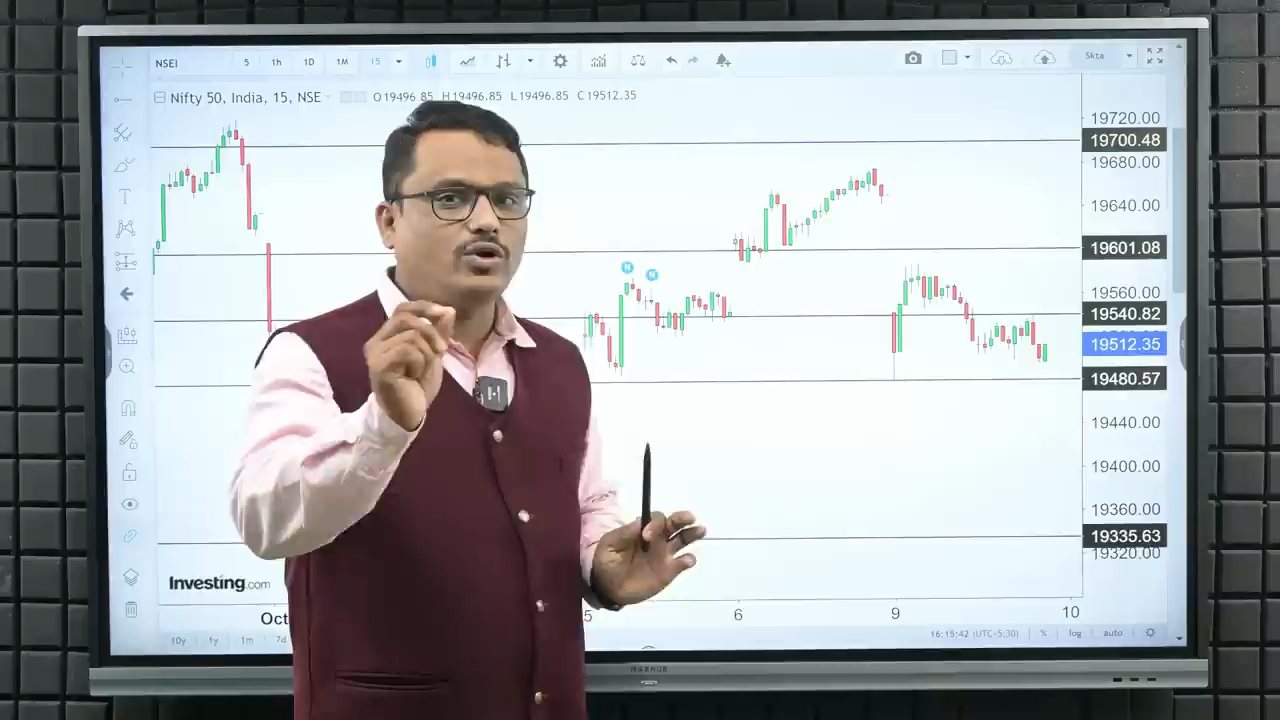 NSEI 5 1h 1D 1M 15 5kta
Nifty 50, India, 15, NSE O19496.85 H19496.85 L19496.85 C19512.35
19720.00
19700.48
19680.00
19640.00
19601.08
N N
19560.00
19540.82
19512.35
19480.57
19440.00
19400.00
19360.00
19335.63
19320.00
Investing.com
Oct 5 6 9 10
10y 1y 1m 7d 16:15:42 (UTC-5:30) % log auto
MAXHUB